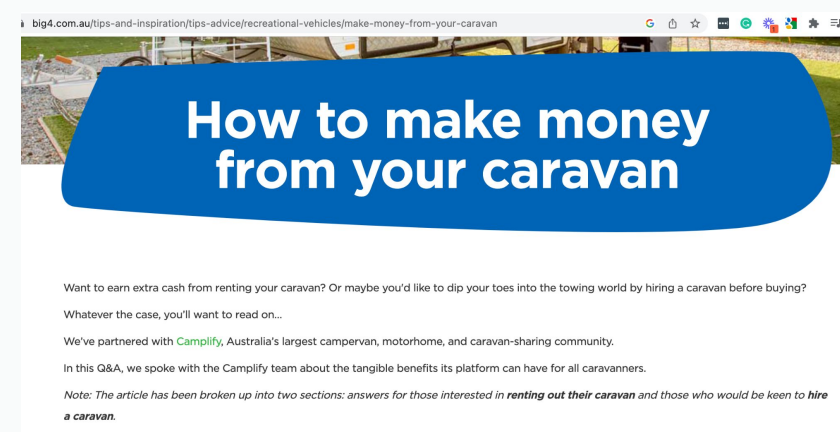 big4.com.au/tips-and-inspiration/tips-advice/recreational-vehicles/make-money-from-your-caravan
How to make money
from your caravan
Want to earn extra cash from renting your caravan? Or maybe you'd like to dip your toes into the towing world by hiring a caravan before buying?
Whatever the case, you'll want to read on...
We've partnered with Camplify, Australia's largest campervan, motorhome, and caravan-sharing community.
In this Q&A, we spoke with the Camplify team about the tangible benefits its platform can have for all caravanners.
Note: The article has been broken up into two sections: answers for those interested in renting out their caravan and those who would be keen to hire
a caravan.